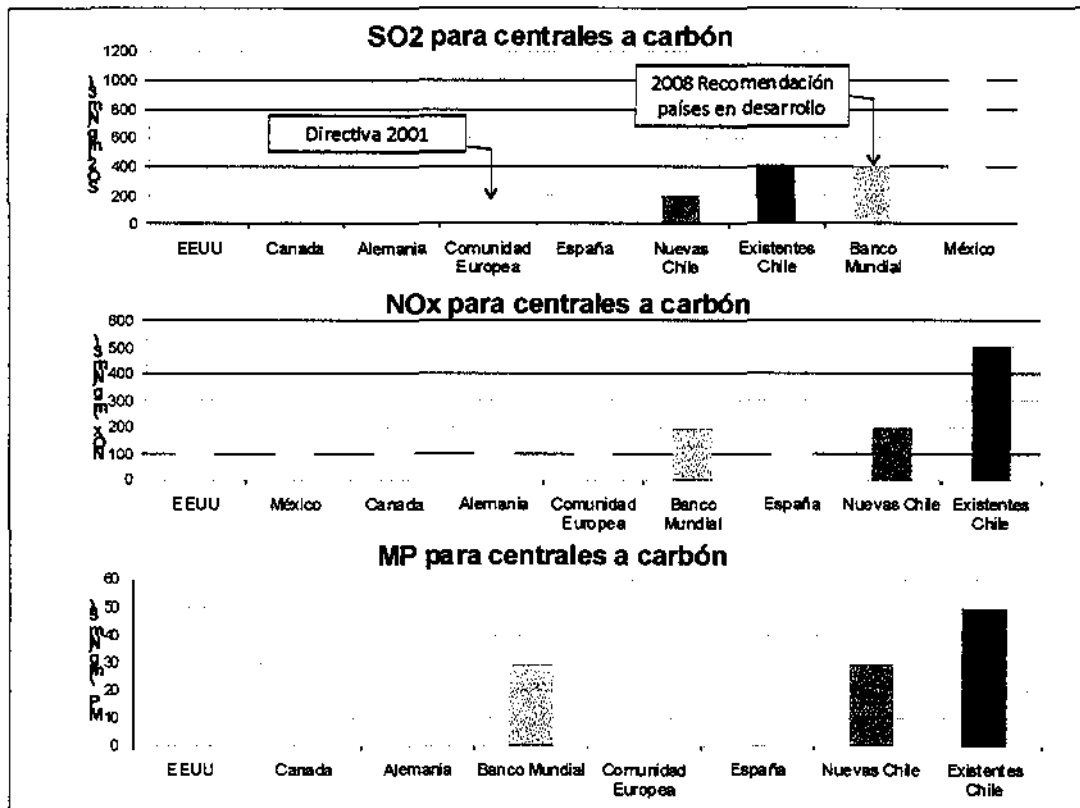 SO2 para centrales a carbón
1200
1000
800
600
400
200
0
Directiva 2001
2008 Recomendación
países en desarrollo
EEUU Canada Alemania Comunidad Europea España Nuevas Chile Existentes Chile Banco Mundial México
NOx para centrales a carbón
600
500
400
300
200
100
0
EEUU México Canada Alemania Comunidad Europea Banco Mundial España Nuevas Chile Existentes Chile
MP para centrales a carbón
60
50
40
30
20
10
0
EEUU Canada Alemania Banco Mundial Comunidad Europea España Nuevas Chile Existentes Chile